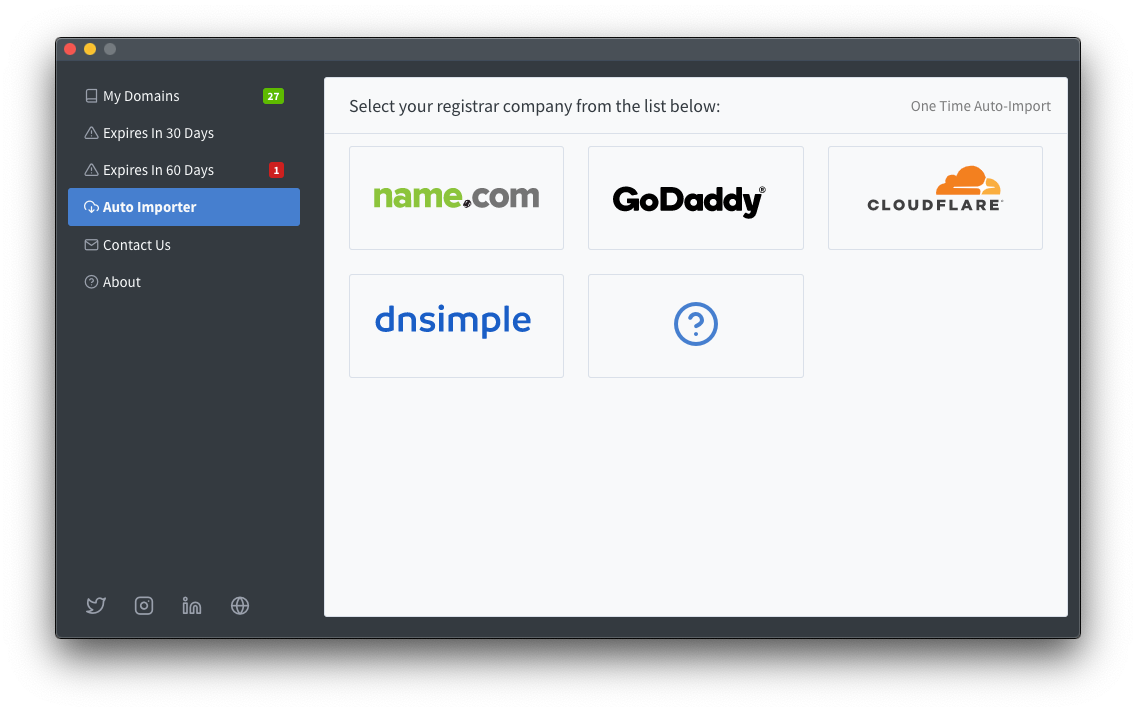 My Domains 27
Expires In 30 Days
Expires In 60 Days 1
Auto Importer
Contact Us
About
Select your registrar company from the list below:
One Time Auto-Import
name.com
GoDaddy®
CLOUDFLARE
dnsimple
?